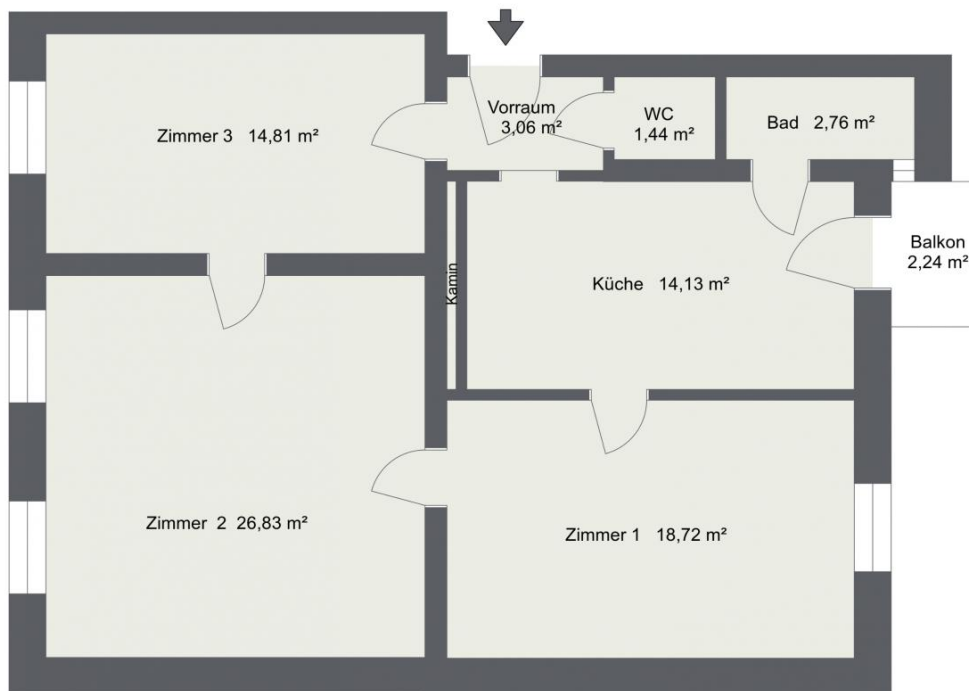 Vorraum
3,06 m²
WC
1,44 m²
Bad 2,76 m²
Zimmer 3 14,81 m²
Balkon
2,24 m²
Kamin
Küche 14,13 m²
Zimmer 2 26,83 m²
Zimmer 1 18,72 m²